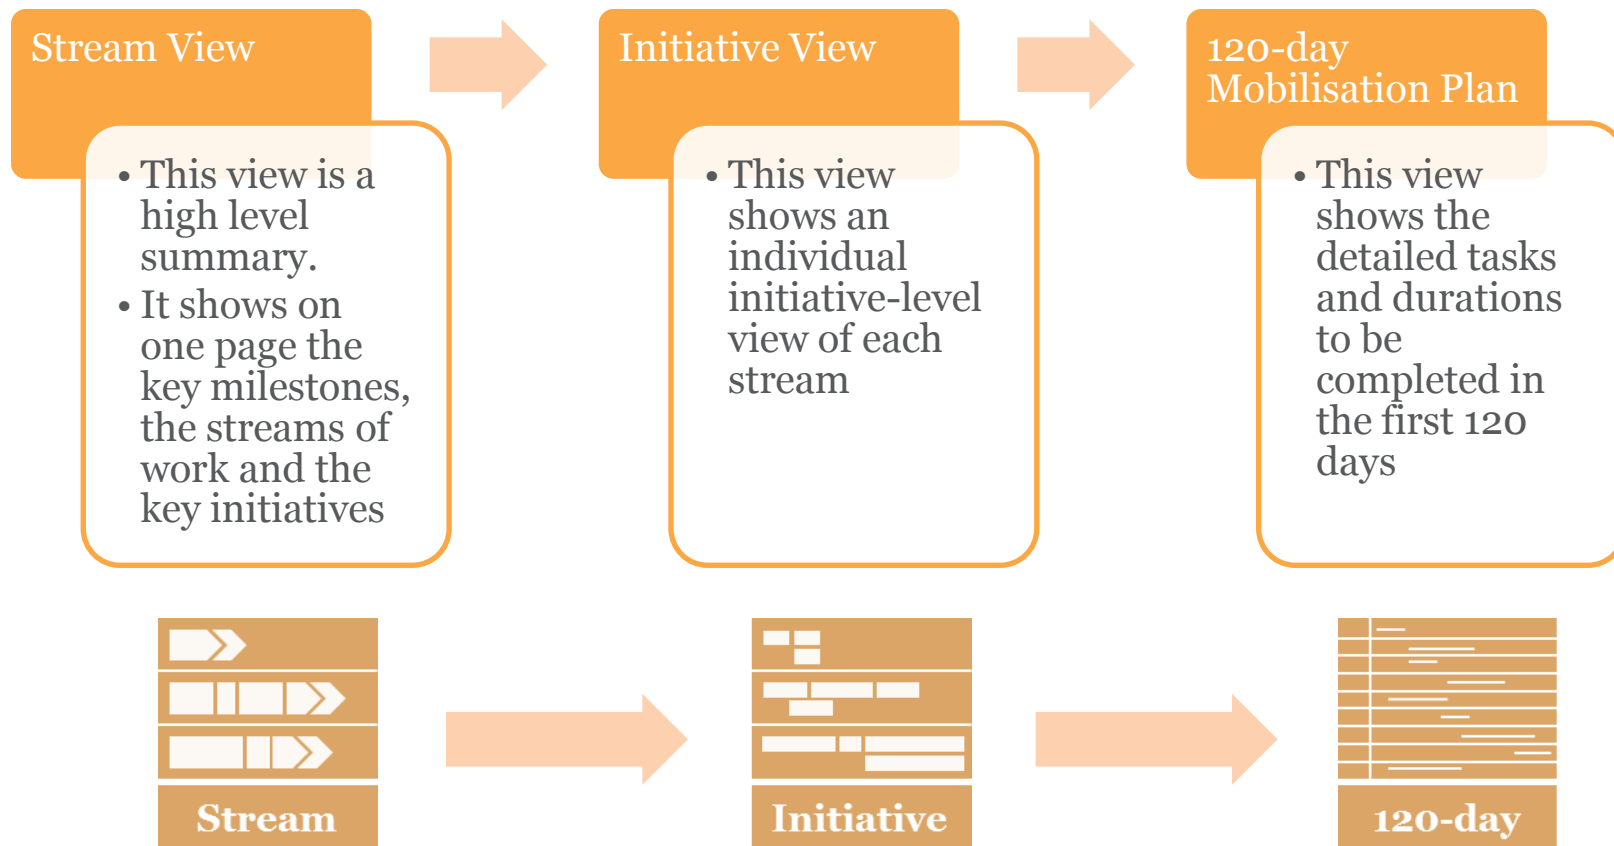 Stream View
• This view is a
high level
summary.
• It shows on
one page the
key milestones,
the streams of
work and the
key initiatives
Initiative View
• This view
shows an
individual
initiative-level
view of each
stream
120-day
Mobilisation Plan
• This view
shows the
detailed tasks
and durations
to be
completed in
the first 120
days
Stream
Initiative
120-day